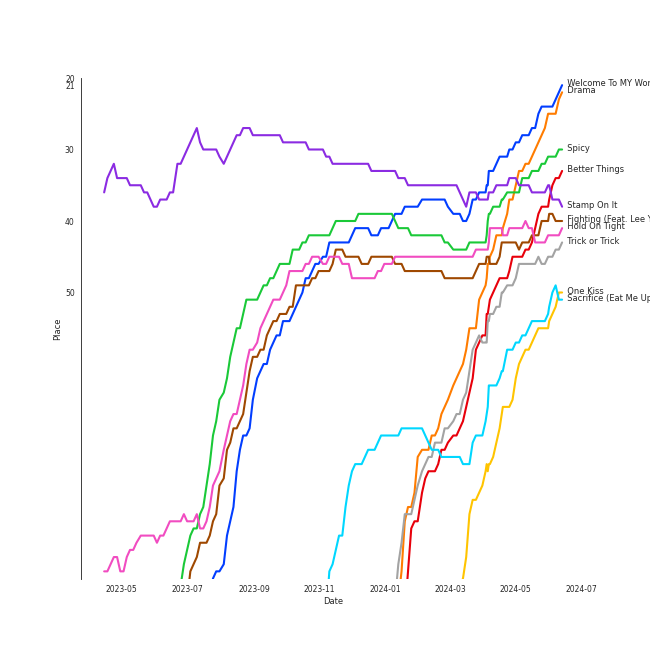 20
21
30
40
50
Place
Welcome To MY Wor
Drama
Spicy
Better Things
Stamp On It
Fighting (Feat. Lee Y
Hold On Tight
Trick or Trick
One Kiss
Sacrifice (Eat Me Up
2023-05
2023-07
2023-09
2023-11
2024-01
2024-03
2024-05
2024-07
Date